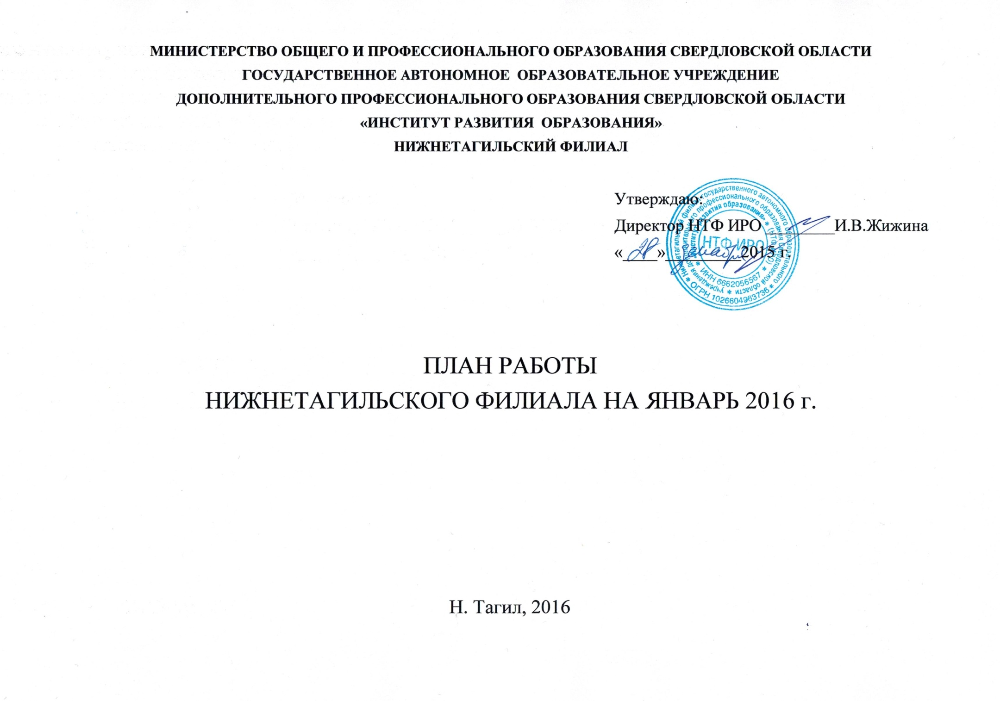 МИНИСТЕРСТВО ОБЩЕГО И ПРОФЕССИОНАЛЬНОГО ОБРАЗОВАНИЯ СВЕРДЛОВСКОЙ ОБЛАСТИ
ГОСУДАРСТВЕННОЕ АВТОНОМНОЕ ОБРАЗОВАТЕЛЬНОЕ УЧРЕЖДЕНИЕ
ДОПОЛНИТЕЛЬНОГО ПРОФЕССИОНАЛЬНОГО ОБРАЗОВАНИЯ СВЕРДЛОВСКОЙ ОБЛАСТИ
«ИНСТИТУТ РАЗВИТИЯ ОБРАЗОВАНИЯ»
НИЖНЕТАГИЛЬСКИЙ ФИЛИАЛ
Утверждаю:
Директор НТФ ИРО ________И.В.Жижина
«28» декабря 2015 г.
Нижнетагильский филиал государственного автономного образовательного
учреждения дополнительного профессионального образования Свердловской области
«Институт развития образования» * (НТФ ИРО)
НТФ ИРО
* ИНН 6662056567 *
* ОГРН 1026604963736 *
ПЛАН РАБОТЫ
НИЖНЕТАГИЛЬСКОГО ФИЛИАЛА НА ЯНВАРЬ 2016 г.
Н. Тагил, 2016